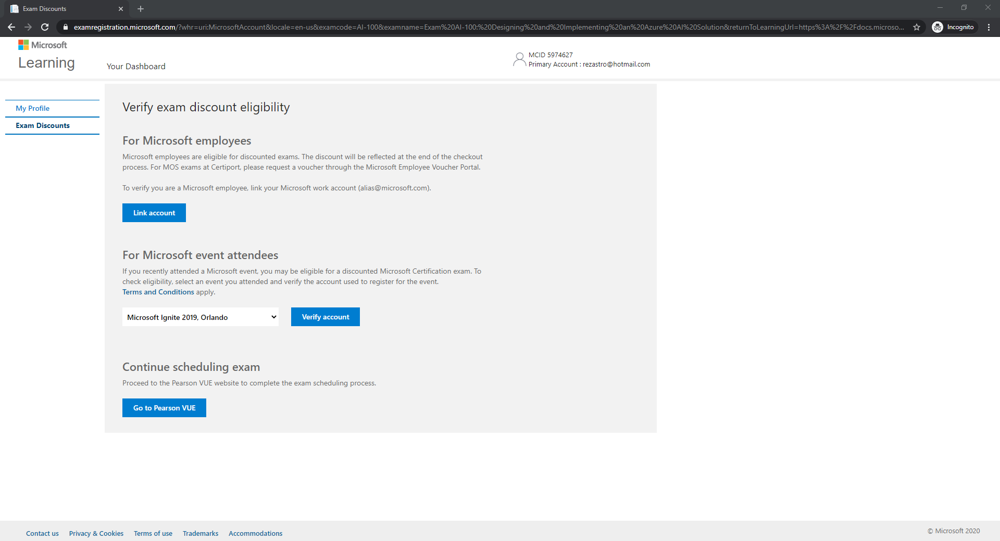 Exam Discounts
examregistration.microsoft.com/?whr=uri:MicrosoftAccount&locale=en-us&examcode=AI-100&examname=Exam%20AI-100:%20Designing%20and%20Implementing%20an%20Azure%20AI%20Solution&returnToLearningUrl=https%3A%2F%2Fdocs.microso...
Incognito
Microsoft
Learning
Your Dashboard
MCID 5974627
Primary Account : rezastro@hotmail.com
My Profile
Exam Discounts
Verify exam discount eligibility
For Microsoft employees
Microsoft employees are eligible for discounted exams. The discount will be reflected at the end of the checkout
process. For MOS exams at Certiport, please request a voucher through the Microsoft Employee Voucher Portal.
To verify you are a Microsoft employee, link your Microsoft work account (alias@microsoft.com).
Link account
For Microsoft event attendees
If you recently attended a Microsoft event, you may be eligible for a discounted Microsoft Certification exam. To
check eligibility, select an event you attended and verify the account used to register for the event.
Terms and Conditions apply.
Microsoft Ignite 2019, Orlando
Verify account
Continue scheduling exam
Proceed to the Pearson VUE website to complete the exam scheduling process.
Go to Pearson VUE
Contact us
Privacy & Cookies
Terms of use
Trademarks
Accommodations
© Microsoft 2020